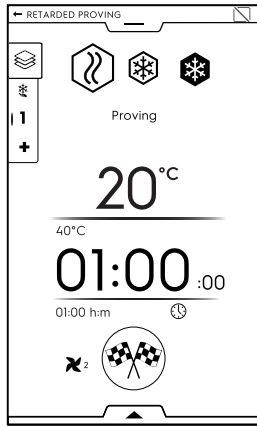 ← RETARDED PROVING
1
+
Proving
20°C
40°C
01:00:00
01:00 h:m
2